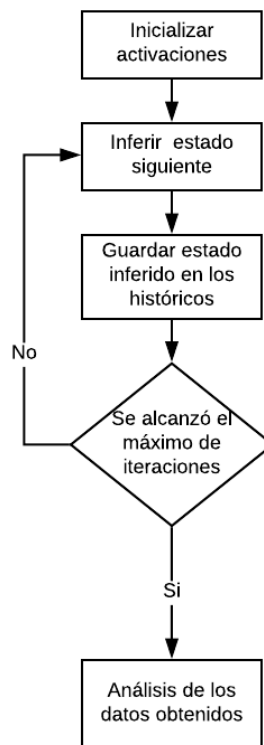 Inicializar
activaciones
Inferir estado
siguiente
Guardar estado
inferido en los
históricos
No
Se alcanzó el
máximo de
iteraciones
Si
Análisis de los
datos obtenidos